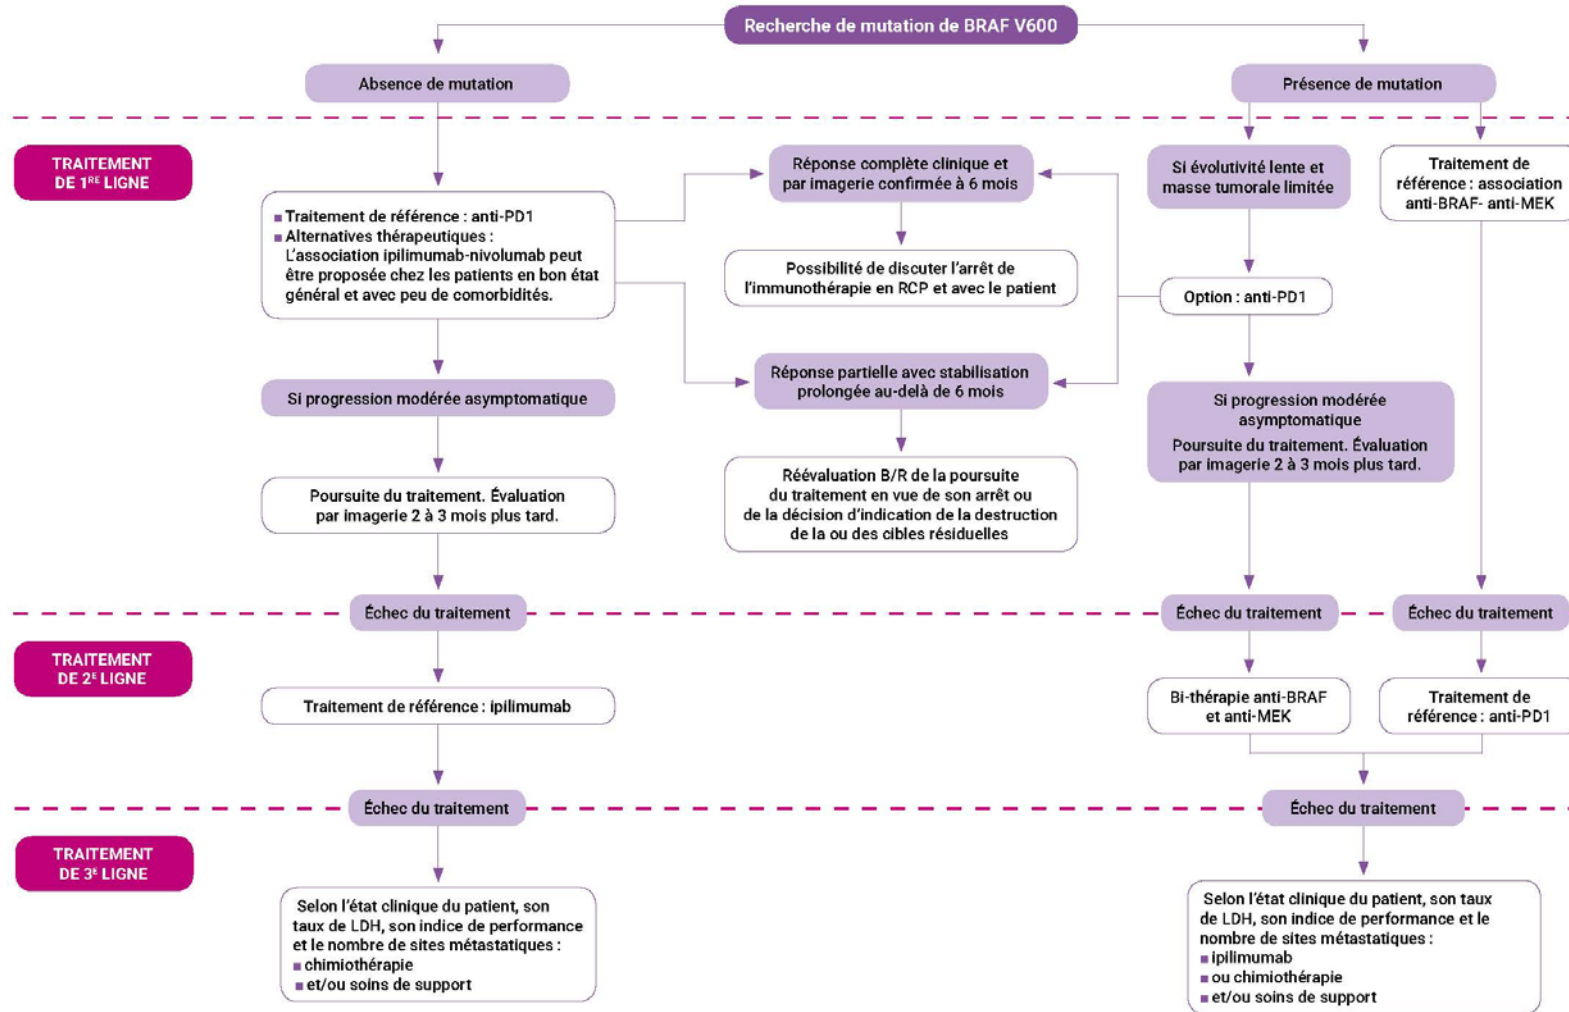 Recherche de mutation de BRAF V600
Absence de mutation
Présence de mutation
TRAITEMENT
DE 1RE LIGNE
■ Traitement de référence : anti-PD1
■ Alternatives thérapeutiques :
L’association ipilimumab-nivolumab peut
être proposée chez les patients en bon état
général et avec peu de comorbidités.
Réponse complète clinique et
par imagerie confirmée à 6 mois
Possibilité de discuter l’arrêt de
l’immunothérapie en RCP et avec le patient
Si évolutivité lente et
masse tumorale limitée
Traitement de
référence : association
anti-BRAF- anti-MEK
Option : anti-PD1
Si progression modérée asymptomatique
Réponse partielle avec stabilisation
prolongée au-delà de 6 mois
Si progression modérée
asymptomatique
Poursuite du traitement. Évaluation
par imagerie 2 à 3 mois plus tard.
Poursuite du traitement. Évaluation
par imagerie 2 à 3 mois plus tard.
Réévaluation B/R de la poursuite
du traitement en vue de son arrêt ou
de la décision d’indication de la destruction
de la ou des cibles résiduelles
Échec du traitement
Échec du traitement
Échec du traitement
TRAITEMENT
DE 2E LIGNE
Traitement de référence : ipilimumab
Bi-thérapie anti-BRAF
et anti-MEK
Traitement de
référence : anti-PD1
Échec du traitement
Échec du traitement
TRAITEMENT
DE 3E LIGNE
Selon l’état clinique du patient, son
taux de LDH, son indice de performance
et le nombre de sites métastatiques :
■ chimiothérapie
■ et/ou soins de support
Selon l’état clinique du patient, son taux
de LDH, son indice de performance et le
nombre de sites métastatiques :
■ ipilimumab
■ ou chimiothérapie
■ et/ou soins de support